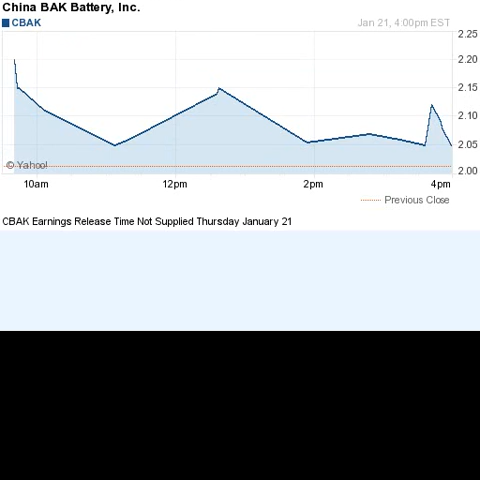 China BAK Battery, Inc.
CBAK Jan 21, 4:00pm EST
2.25
2.20
2.15
2.10
2.05
© Yahoo! 2.00
10am 12pm 2pm 4pm
Previous Close
CBAK Earnings Release Time Not Supplied Thursday January 21